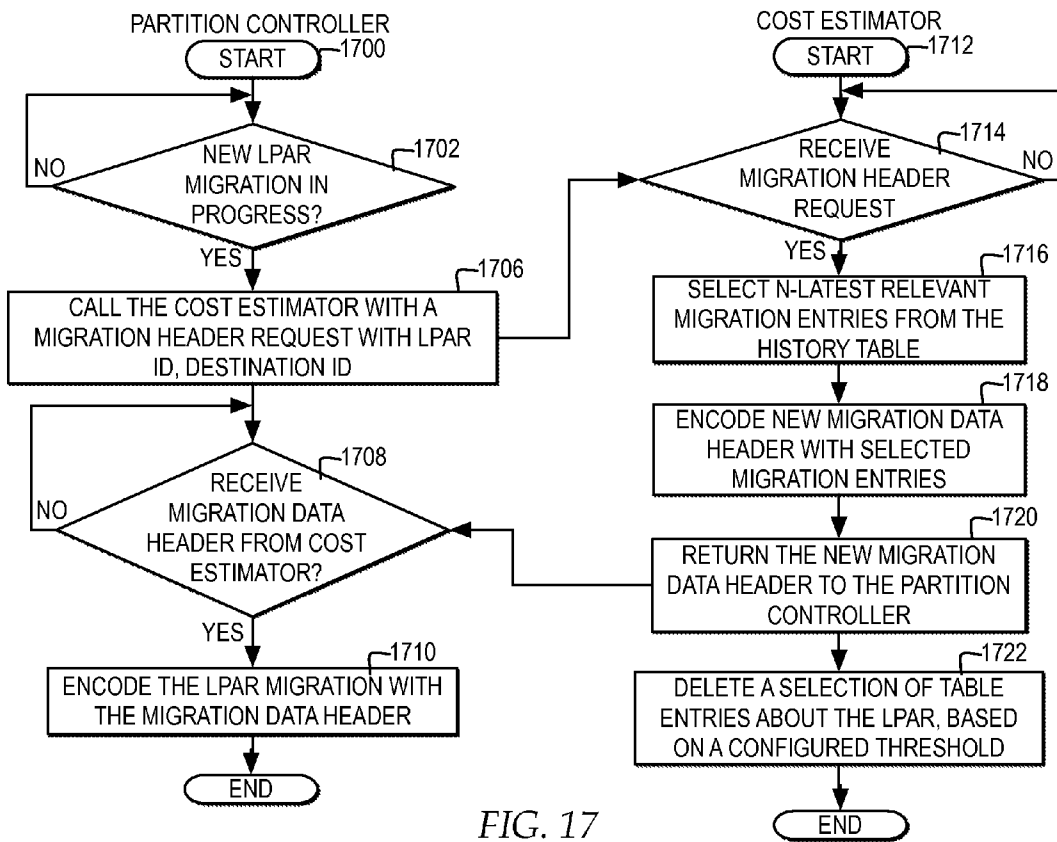 PARTITION CONTROLLER
START
1700
NO
NEW LPAR
MIGRATION IN
PROGRESS?
1702
YES
1706
CALL THE COST ESTIMATOR WITH A
MIGRATION HEADER REQUEST WITH LPAR
ID, DESTINATION ID
1708
RECEIVE
MIGRATION DATA
HEADER FROM COST
ESTIMATOR?
NO
YES
1710
ENCODE THE LPAR MIGRATION WITH
THE MIGRATION DATA HEADER
END
COST ESTIMATOR
START
1712
1714
RECEIVE
MIGRATION HEADER
REQUEST
NO
YES
1716
SELECT N-LATEST RELEVANT
MIGRATION ENTRIES FROM THE
HISTORY TABLE
1718
ENCODE NEW MIGRATION DATA
HEADER WITH SELECTED
MIGRATION ENTRIES
1720
RETURN THE NEW MIGRATION
DATA HEADER TO THE PARTITION
CONTROLLER
1722
DELETE A SELECTION OF TABLE
ENTRIES ABOUT THE LPAR, BASED
ON A CONFIGURED THRESHOLD
END
FIG. 17